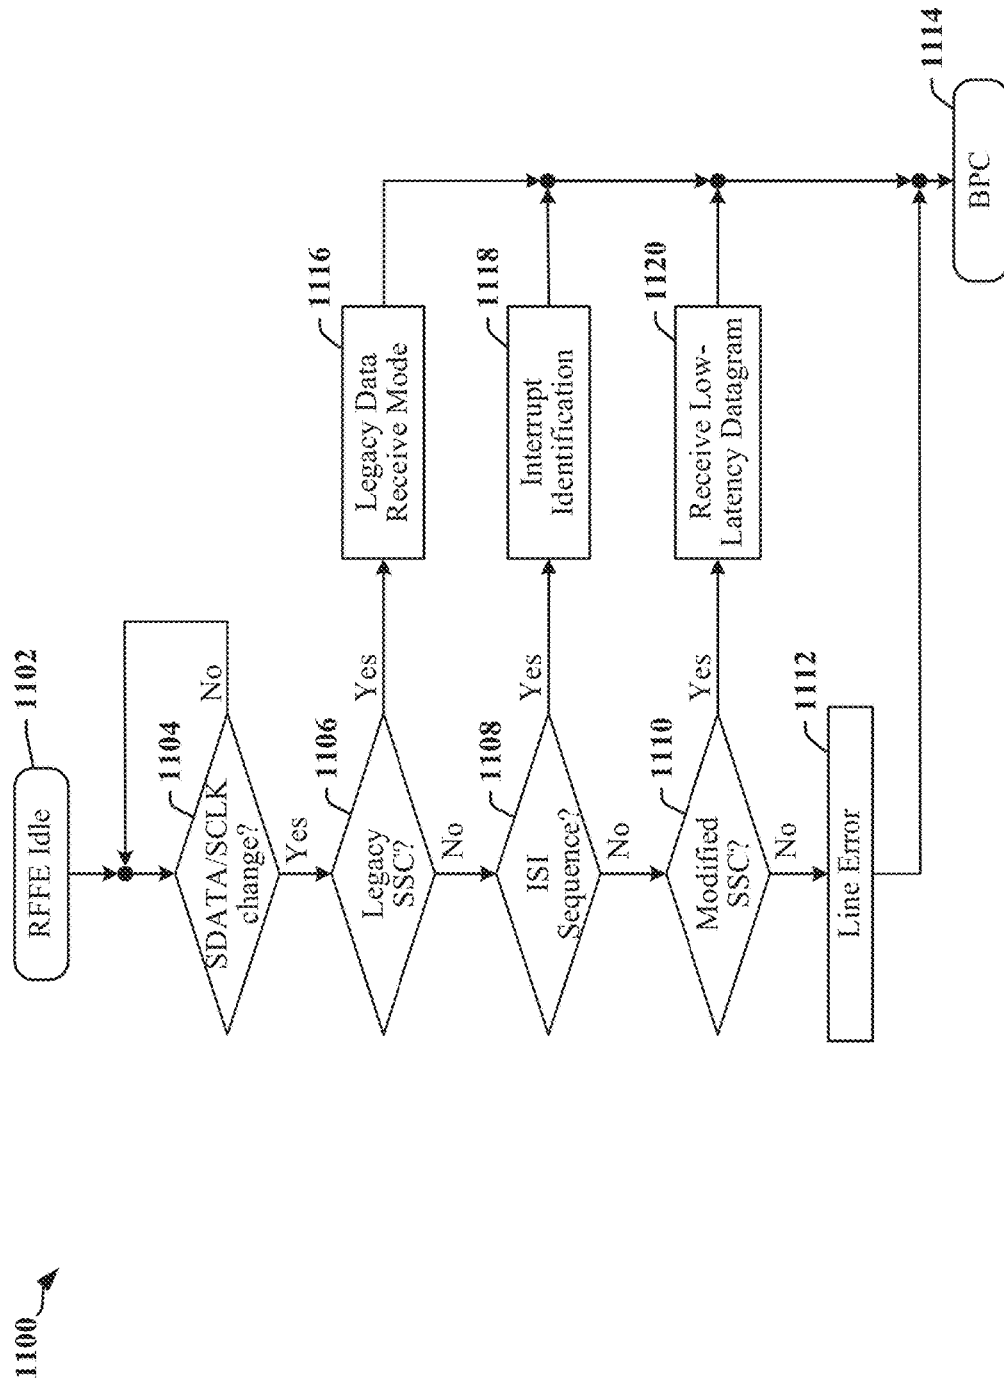 1100
RFFE Idle
1102
SDATA/SCLK
change?
1104
No
Yes
Legacy
SSC?
1106
Yes
Legacy Data
Receive Mode
1116
No
ISI
Sequence?
1108
Yes
Interrupt
Identification
1118
No
Modified
SSC?
1110
Yes
Receive Low-
Latency Datagram
1120
No
Line Error
1112
BPC
1114